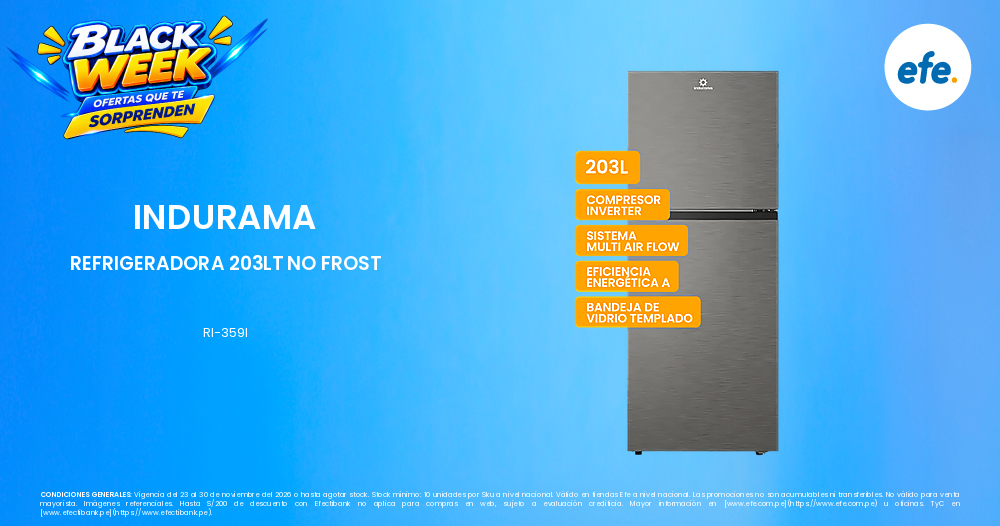 BLACK
WEEK
OFERTAS QUE TE
SORPRENDEN
efe.
INDURAMA
203L
COMPRESOR
INVERTER
SISTEMA
MULTI AIR FLOW
EFICIENCIA
ENERGÉTICA A
BANDEJA DE
VIDRIO TEMPLADO
INDURAMA
REFRIGERADORA 203LT NO FROST
RI-359I
CONDICIONES GENERALES: Vigencia del 23 al 30 de noviembre del 2026 o hasta agotar stock. Stock mínimo: 10 unidades por Sku a nivel nacional. Válido en tiendas Efe a nivel nacional. Las promociones no son acumulables ni transferibles. No válido para venta
mayorista. Imágenes referenciales. Hasta S/200 de descuento con Efectibank no aplica para compras en web, sujeto a evaluación crediticia. Mayor información en [www.efe.com.pe](https://www.efe.com.pe) u oficinas. TyC en
[www.efectibank.pe](https://www.efectibank.pe).